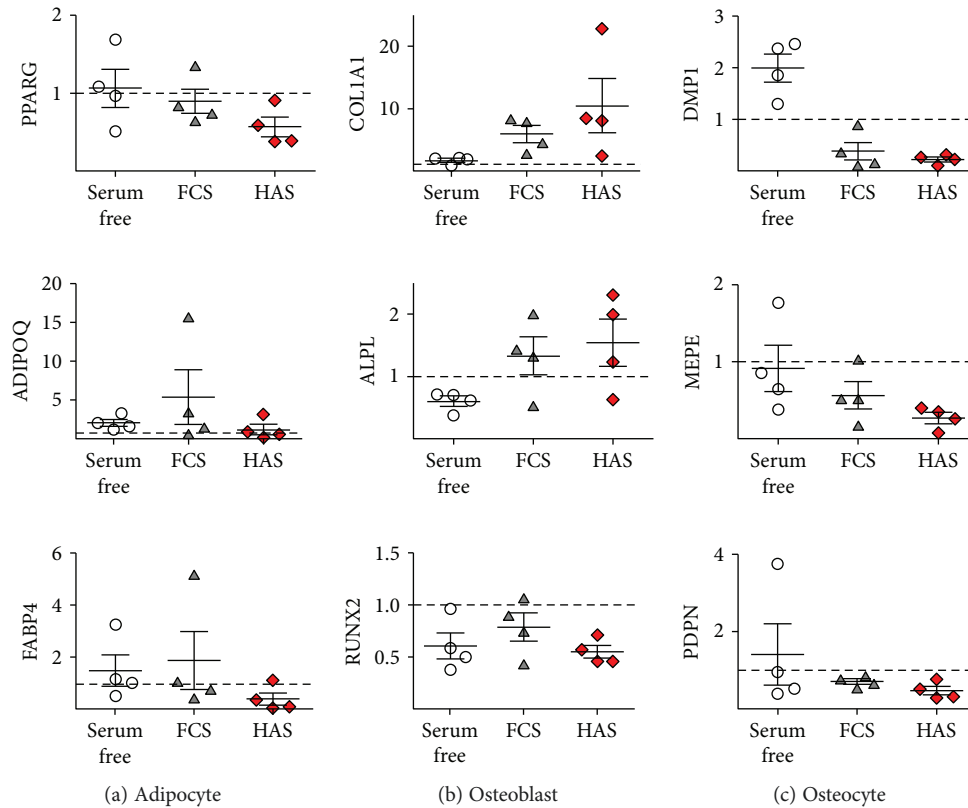 PPARG
2
1
Serum free
FCS
HAS
COL1A1
20
10
Serum free
FCS
HAS
DMP1
3
2
1
Serum free
FCS
HAS
ADIPOQ
20
15
10
5
Serum free
FCS
HAS
ALPL
2
1
Serum free
FCS
HAS
MEPE
2
1
Serum free
FCS
HAS
FABP4
6
4
2
Serum free
FCS
HAS
RUNX2
1.5
1.0
0.5
Serum free
FCS
HAS
PDPN
4
2
Serum free
FCS
HAS
(a) Adipocyte
(b) Osteoblast
(c) Osteocyte